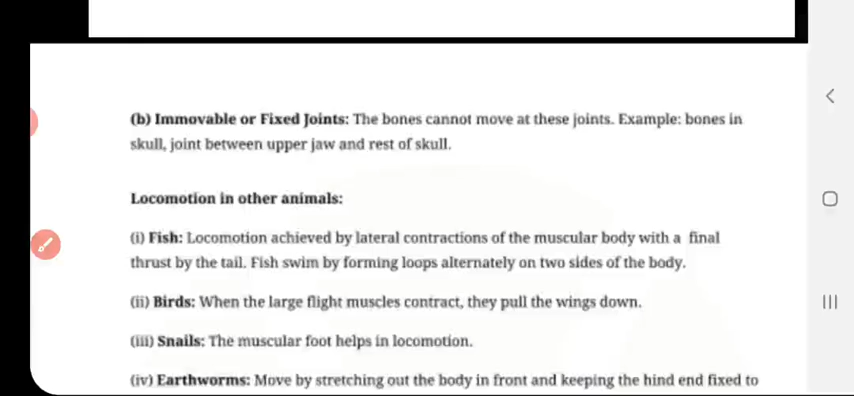 (b) Immovable or Fixed Joints: The bones cannot move at these joints. Example: bones in
skull, joint between upper jaw and rest of skull.
Locomotion in other animals:
(i) Fish: Locomotion achieved by lateral contractions of the muscular body with a final
thrust by the tail. Fish swim by forming loops alternately on two sides of the body.
(ii) Birds: When the large flight muscles contract, they pull the wings down.
(iii) Snails: The muscular foot helps in locomotion.
(iv) Earthworms: Move by stretching out the body in front and keeping the hind end fixed to